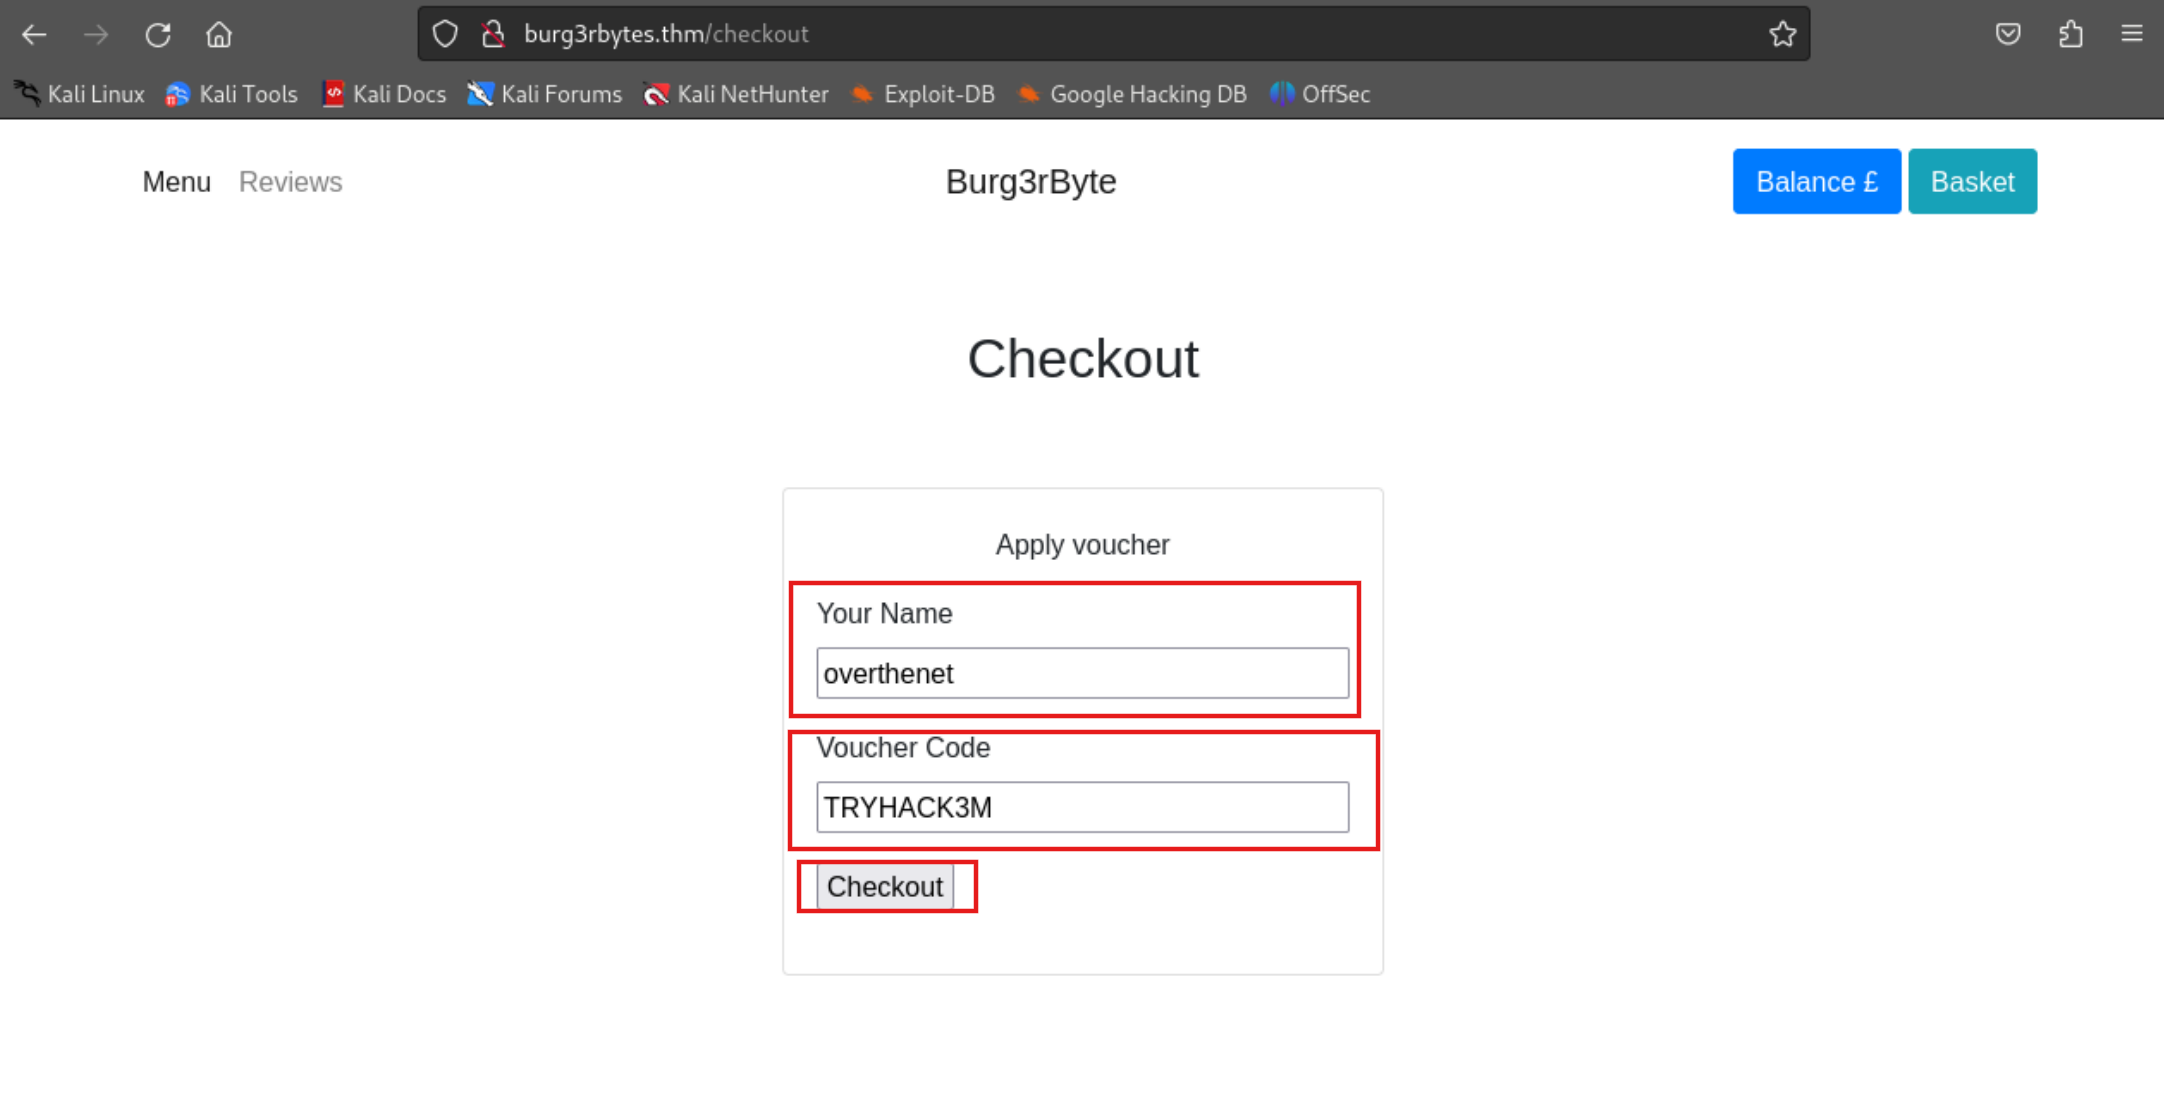 burg3rbytes.thm/checkout
Kali Linux Kali Tools Kali Docs Kali Forums Kali NetHunter Exploit-DB Google Hacking DB OffSec
Menu Reviews Burg3rByte Balance £ Basket
Checkout
Apply voucher
Your Name
overthenet
Voucher Code
TRYHACK3M
Checkout